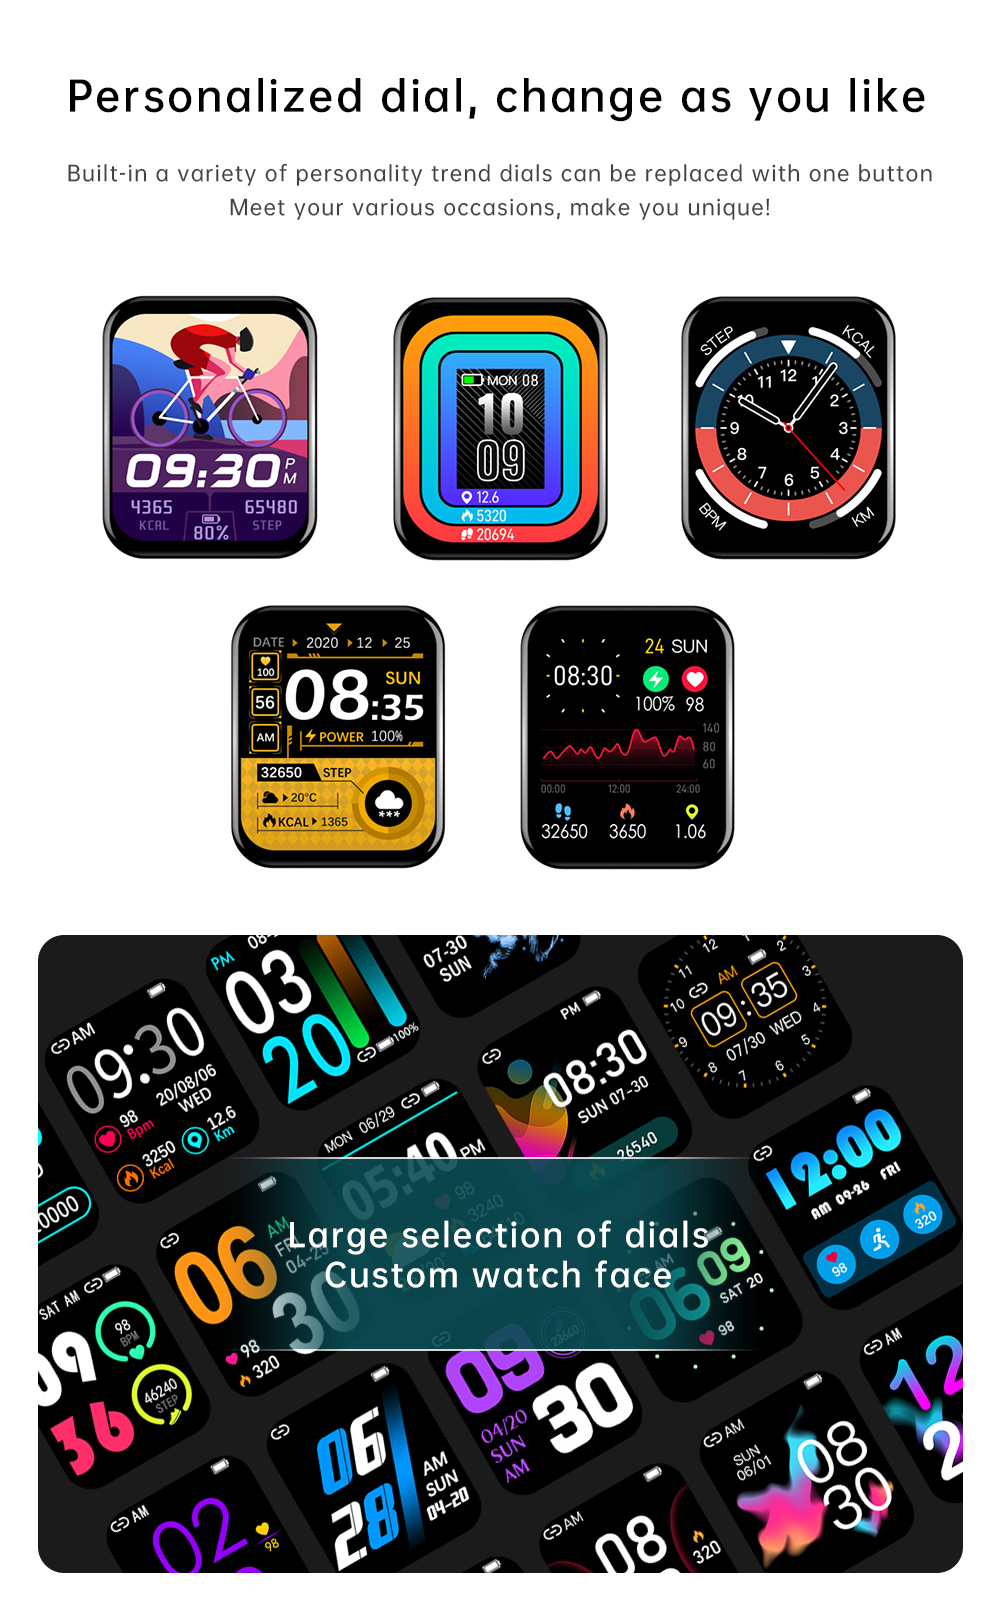 Personalized dial, change as you like
Built-in a variety of personality trend dials can be replaced with one button
Meet your various occasions, make you unique!
09:30 PM
4365 65480
KCAL STEP
80%
MON 08
10
09
12.6
5320
20694
STEP KCAL
11 12 1
10 2
9 3
8 4
7 6 5
BPM KM
DATE 2020 12 25
100
56
AM
SUN
08:35
POWER 100%
32650 STEP
20°C
KCAL 1365
24 SUN
08:30
100% 98
140
80
60
00:00 12:00 24:00
32650 3650 1.06
AM
09:30
20/08/06
WED
98
Bpm
12.6
Km
3250
Kcal
PM
03
20
100%
07-30
SUN
PM
08:30
SUN 07-30
26540
AM
09:35
07/30 WED
MON 06/29
05:40 PM
98
3240
12:00
AM 09-26 FRI
98
320
Large selection of dials
Custom watch face
06
AM
30
98
320
AM
06 09
SAT 20
98
SAT AM
09
36
98
BPM
46240
STEP
06
28
AM
SUN
04-20
09
30
23640
04/20
SUN
AM
AM
SUN
06/01
08
30
AM
12
AM
02
98
AM
08
320